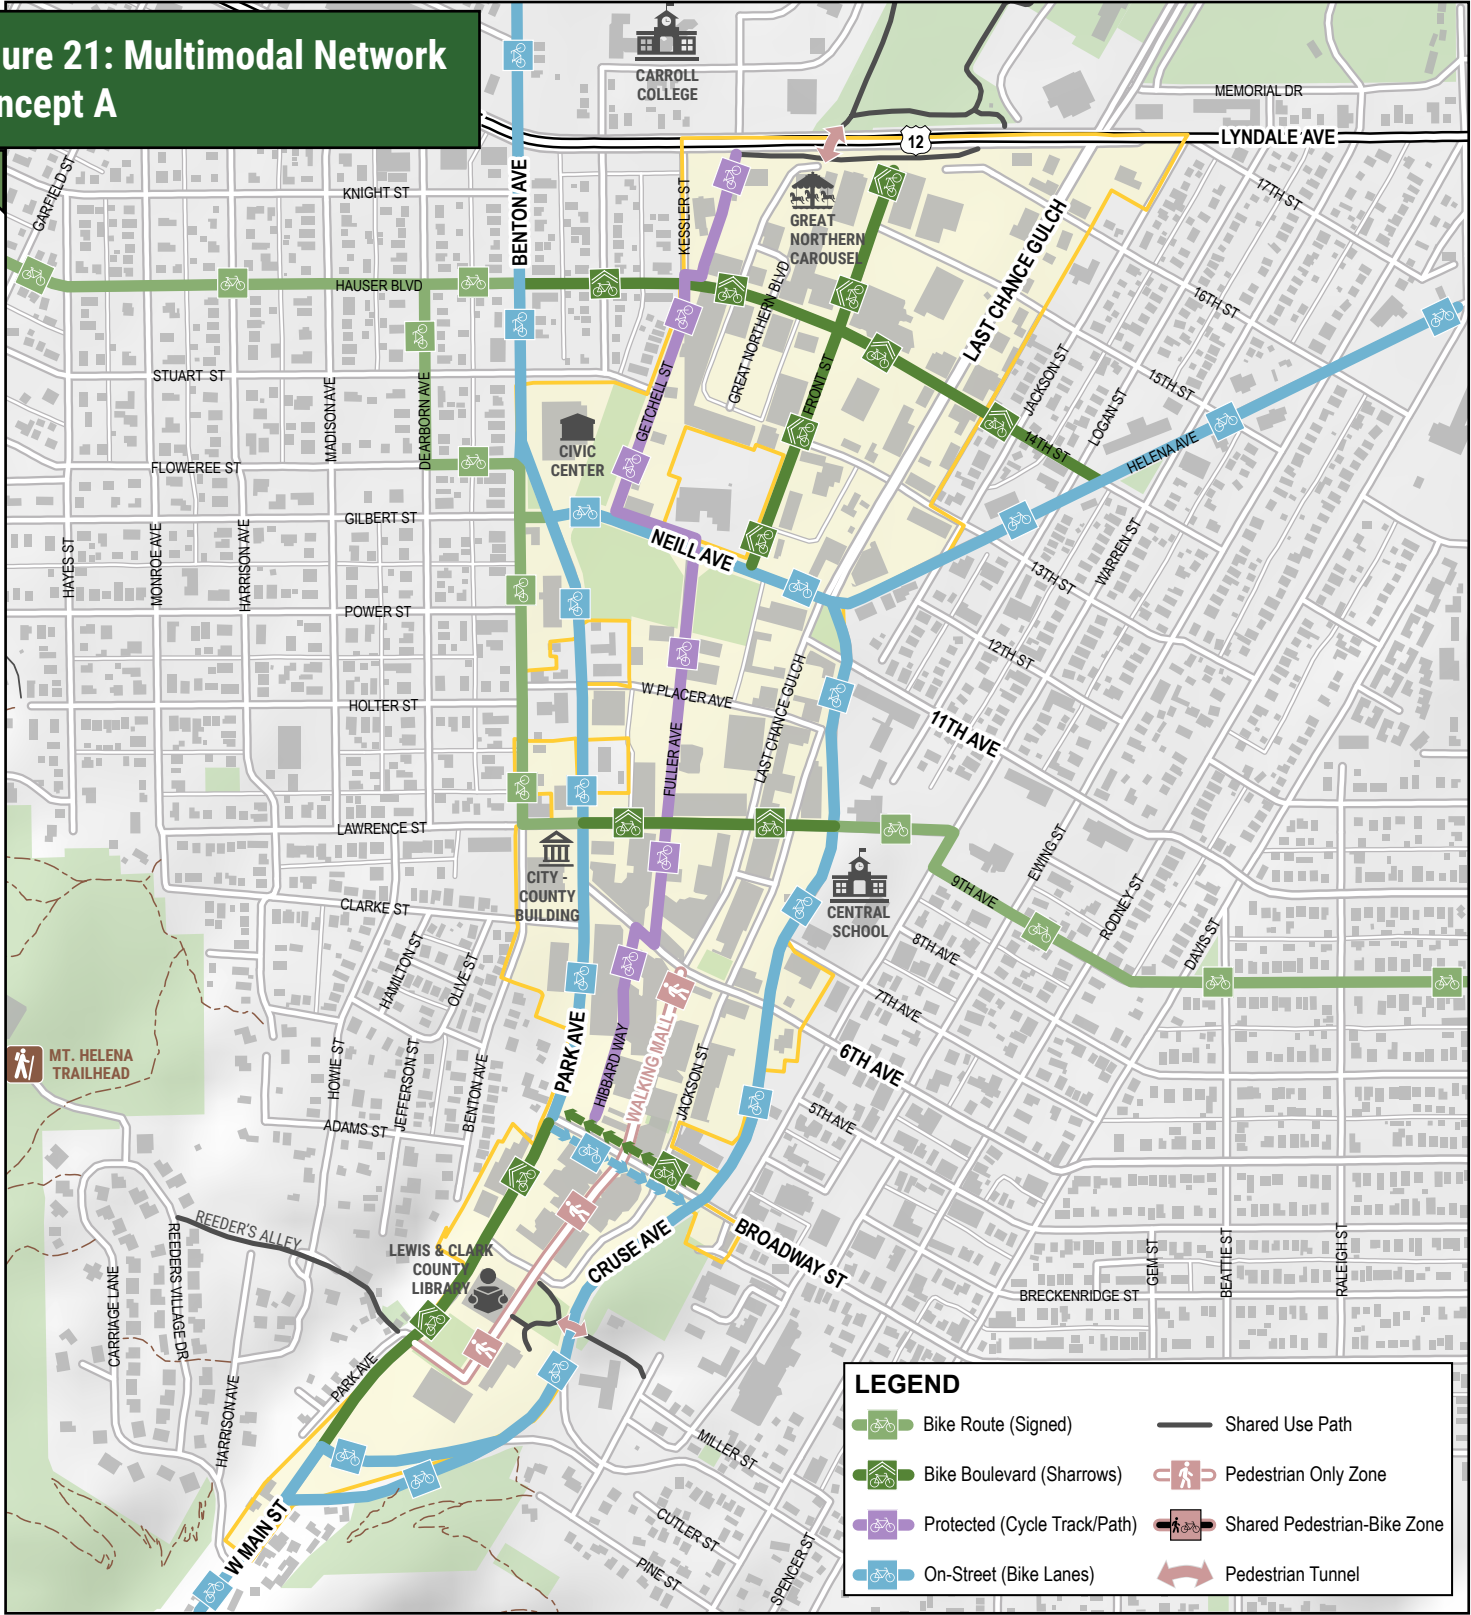 ure 21: Multimodal Network
ncept A
CARROLL
COLLEGE
MEMORIAL DR
12
LYNDALE AVE
GARFIELD ST
KNIGHT ST
BENTON AVE
KESSLER ST
GREAT
NORTHERN
CAROUSEL
17TH ST
LAST CHANCE GULCH
HAUSER BLVD
GREAT NORTHERN BLVD
16TH ST
STUART ST
MADISON AVE
DEARBORN AVE
GETCHELL ST
FRONT ST
JACKSON ST
15TH ST
LOGAN ST
CIVIC
CENTER
14TH ST
HELENA AVE
FLOWEREE ST
GILBERT ST
HAYES ST
MONROE AVE
HARRISON AVE
NEILL AVE
WARREN ST
13TH ST
POWER ST
12TH ST
W PLACER AVE
LAST CHANCE GULCH
HOLTER ST
11TH AVE
FULLER AVE
LAWRENCE ST
CITY -
COUNTY
BUILDING
CENTRAL
SCHOOL
EWING ST
9TH AVE
RODNEY ST
DAVIS ST
CLARKE ST
HAMILTON ST
OLIVE ST
8TH AVE
7TH AVE
MT. HELENA
TRAILHEAD
HOWIE ST
JEFFERSON ST
BENTON AVE
PARK AVE
HIBBARD WAY
WALKING MALL
JACKSON ST
6TH AVE
5TH AVE
ADAMS ST
REEDER'S ALLEY
REEDERS VILLAGE DR
CARRIAGE LANE
LEWIS & CLARK
COUNTY
LIBRARY
CRUSE AVE
BROADWAY ST
GEM ST
BEATTIE ST
RALEIGH ST
BRECKENRIDGE ST
PARK AVE
HARRISON AVE
MILLER ST
CUTLER ST
PINE ST
SPENCER ST
W MAIN ST
LEGEND
Bike Route (Signed)
Shared Use Path
Bike Boulevard (Sharrows)
Pedestrian Only Zone
Protected (Cycle Track/Path)
Shared Pedestrian-Bike Zone
On-Street (Bike Lanes)
Pedestrian Tunnel